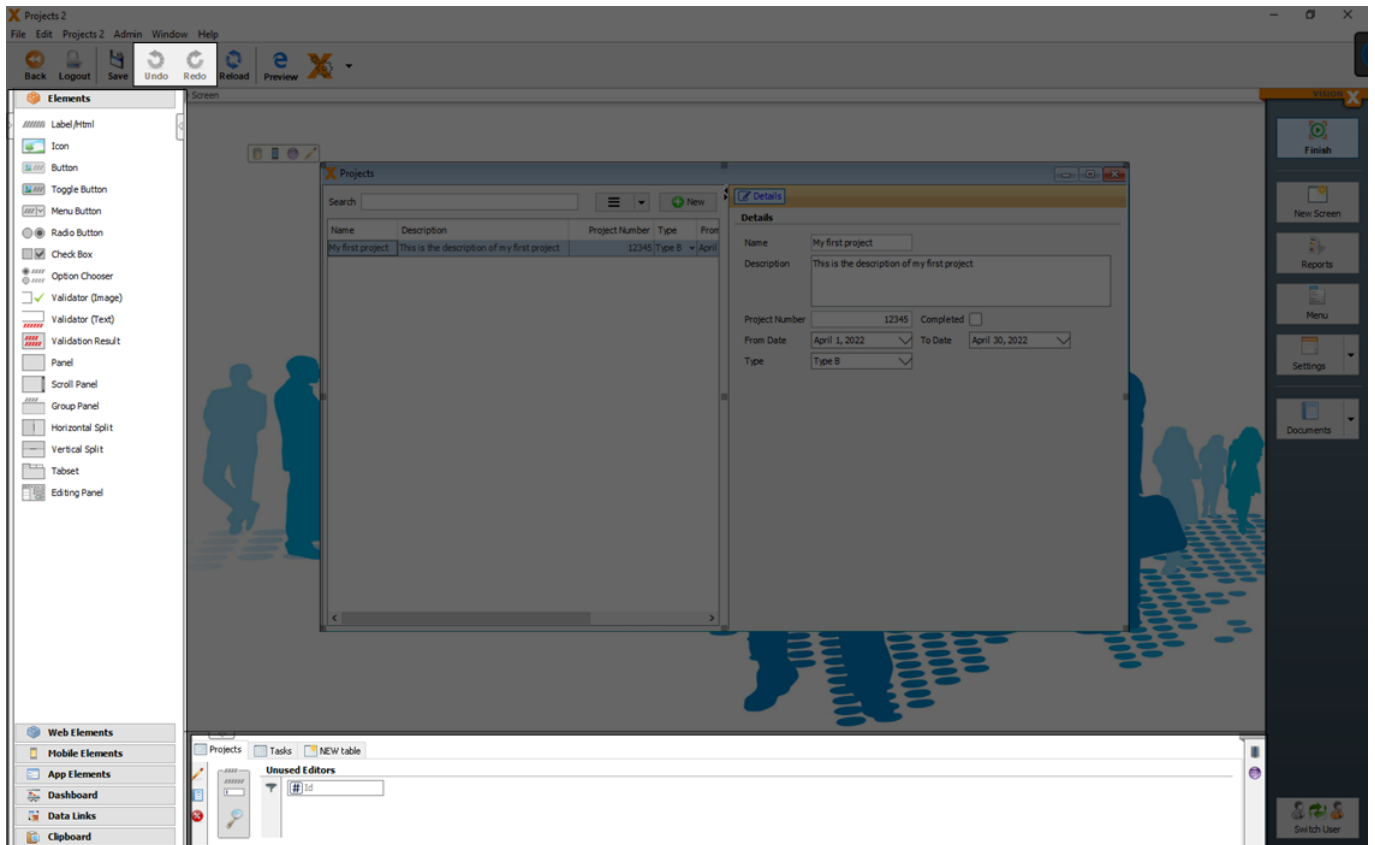 Projects 2
File Edit Projects 2 Admin Window Help
Back Logout Save Undo Redo Reload Preview
Elements
Screen
VISION X
Label/Html
Icon
Button
Toggle Button
Menu Button
Radio Button
Check Box
Option Chooser
Validator (Image)
Validator (Text)
Validation Result
Panel
Scroll Panel
Group Panel
Horizontal Split
Vertical Split
Tabset
Editing Panel
Web Elements
Mobile Elements
App Elements
Dashboard
Data Links
Clipboard
Projects
Search
New
Name Description Project Number Type From
My first project This is the description of my first project 12345 Type B April
Details
Details
Name My first project
Description This is the description of my first project
Project Number 12345 Completed
From Date April 1, 2022 To Date April 30, 2022
Type Type B
Finish
New Screen
Reports
Menu
Settings
Documents
Switch User
Projects Tasks NEW table
Unused Editors
# Id